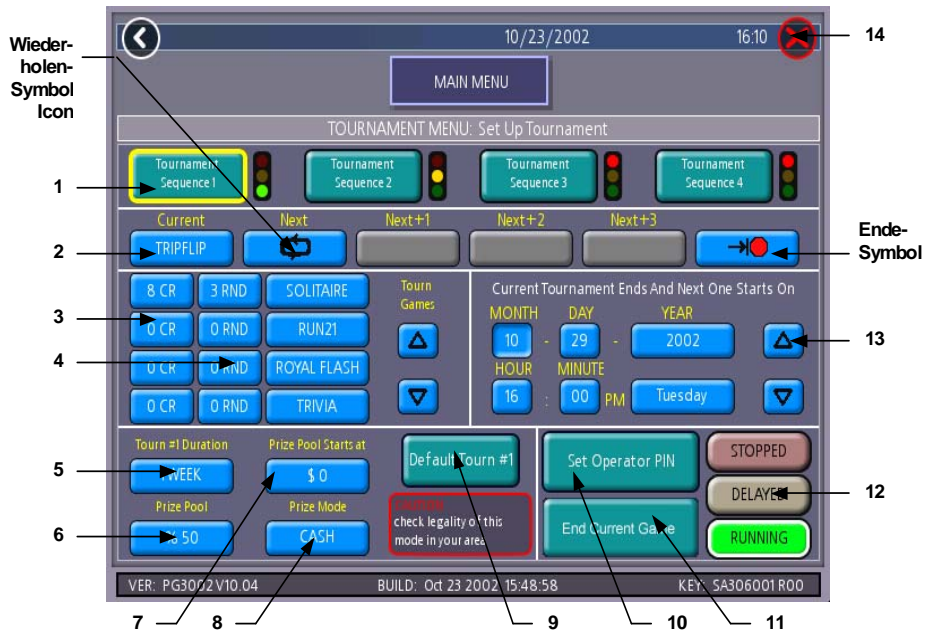 10/23/2002 16:10 14
Wieder-
holen-
Symbol
Icon
MAIN MENU
TOURNAMENT MENU: Set Up Tournament
1
Tournament
Sequence 1
Tournament
Sequence 2
Tournament
Sequence 3
Tournament
Sequence 4
Current Next Next+1 Next+2 Next+3
2 TRIPFLIP
Ende-
Symbol
8 CR 3 RND SOLITAIRE
3 0 CR 0 RND RUN21
4 0 CR 0 RND ROYAL FLASH
0 CR 0 RND TRIVIA
Tourn
Games
Current Tournament Ends And Next One Starts On
MONTH DAY YEAR
10 - 29 - 2002 13
HOUR MINUTE
16 : 00 PM Tuesday
Tourn #1 Duration Prize Pool Starts at
5 WEEK $ 0
Prize Pool Prize Mode
6 % 50 CASH
Default Tourn #1
CAUTION:
check legality of this
mode in your area
Set Operator PIN
End Current Game
STOPPED
DELAYED 12
RUNNING
VER: PG3002 V10.04 BUILD: Oct 23 2002 15:48:58 KEY: SA306001 R00
7 8 9 10 11